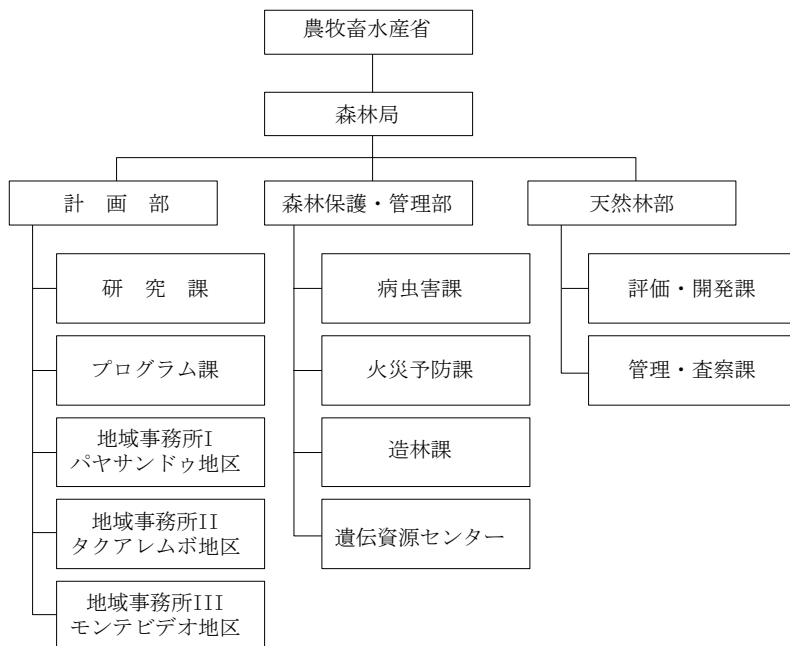 農牧畜水産省
森林局
計　画　部
森林保護・管理部
天然林部
研　究　課
病虫害課
評価・開発課
プログラム課
火災予防課
管理・査察課
地域事務所I
パヤサンドゥ地区
造林課
地域事務所II
タクアレムボ地区
遺伝資源センター
地域事務所III
モンテビデオ地区